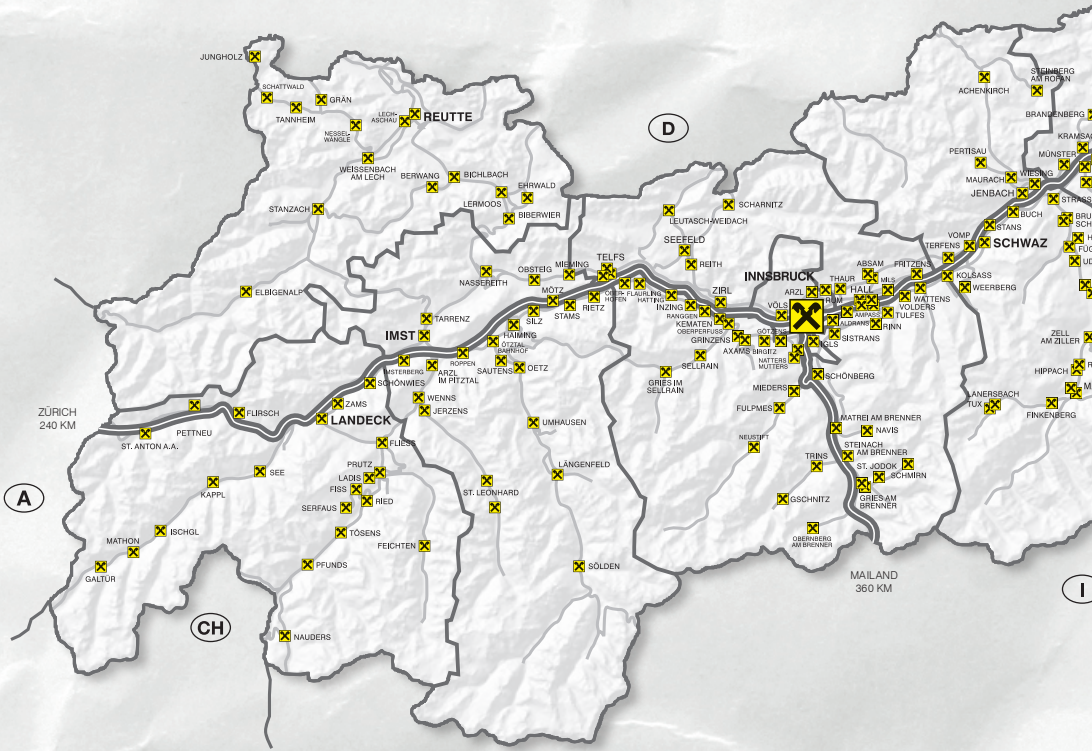 JUNGHOLZ
SCHATTWALD
GRÄN
TANNHEIM
LECH-
ASCHAU
REUTTE
NESSEL-
WÄNGLE
WEISSENBACH
AM LECH
BERWANG
BICHLBACH
EHRWALD
LERMOOS
BIBERWIER
STANZACH
ELBIGENALP
D
STEINBERG
AM ROFAN
ACHENKIRCH
BRANDENBERG
KRAMSA
PERTISAU
MÜNSTER
WIESING
MAURACH
JENBACH
STRASS
BUCH
BRU
SCH
STANS
VOMP
SCHWAZ
TERFENS
FÜG
UD
KOLSASS
WEERBERG
SCHARNITZ
LEUTASCH-WEIDACH
SEEFELD
REITH
TELFS
MIEMING
OBSTEIG
NASSEREITH
MÖTZ
STAMS
RIETZ
OBER-
HOFEN
FLAURLING
HATTING
ZIRL
INZING
RANGGEN
KEMATEN
OBERPERFUSS
GRINZENS
AXAMS
BIRGITZ
GÖTZENS
NATTERS
MUTTERS
INNSBRUCK
VÖLS
ARZL
THAUR
RUM
ABSAM
HALL
MILS
FRITZENS
WATTENS
VOLDERS
TULFES
AMPASS
ALDRANS
RINN
SISTRANS
IGLS
SELLRAIN
GRIES IM
SELLRAIN
SCHÖNBERG
MIEDERS
FULPMES
NEUSTIFT
MATREI AM BRENNER
NAVIS
STEINACH
AM BRENNER
TRINS
ST. JODOK
SCHMIRN
GSCHNITZ
GRIES AM
BRENNER
OBERNBERG
AM BRENNER
AM ZILLER
HIPPACH
LANERSBACH
TUX
FINKENBERG
TARRENZ
IMST
SILZ
HAIMING
ÖTZTAL
BAHNHOF
ROPPEN
SAUTENS
OETZ
IMSTERBERG
ARZL
IM PITZTAL
SCHÖNWIES
WENNS
JERZENS
ZAMS
LANDECK
FLIRSCH
PETTNEU
ST. ANTON A.A.
ZÜRICH
240 KM
UMHAUSEN
FLIESS
LÄNGENFELD
ST. LEONHARD
PRUTZ
LADIS
FISS
RIED
SERFAUS
TÖSENS
FEICHTEN
PFUNDS
NAUDERS
SEE
KAPPL
ISCHGL
MATHON
GALTÜR
SÖLDEN
A
CH
MAILAND
360 KM
I